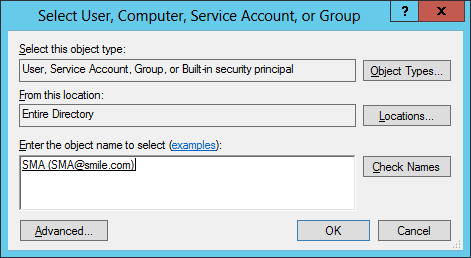 Select User, Computer, Service Account, or Group
? x
Select this object type:
User, Service Account, Group, or Built-in security principal
Object Types...
From this location:
Entire Directory
Locations...
Enter the object name to select (examples):
SMA (SMA@smile.com)
Check Names
Advanced...
OK
Cancel